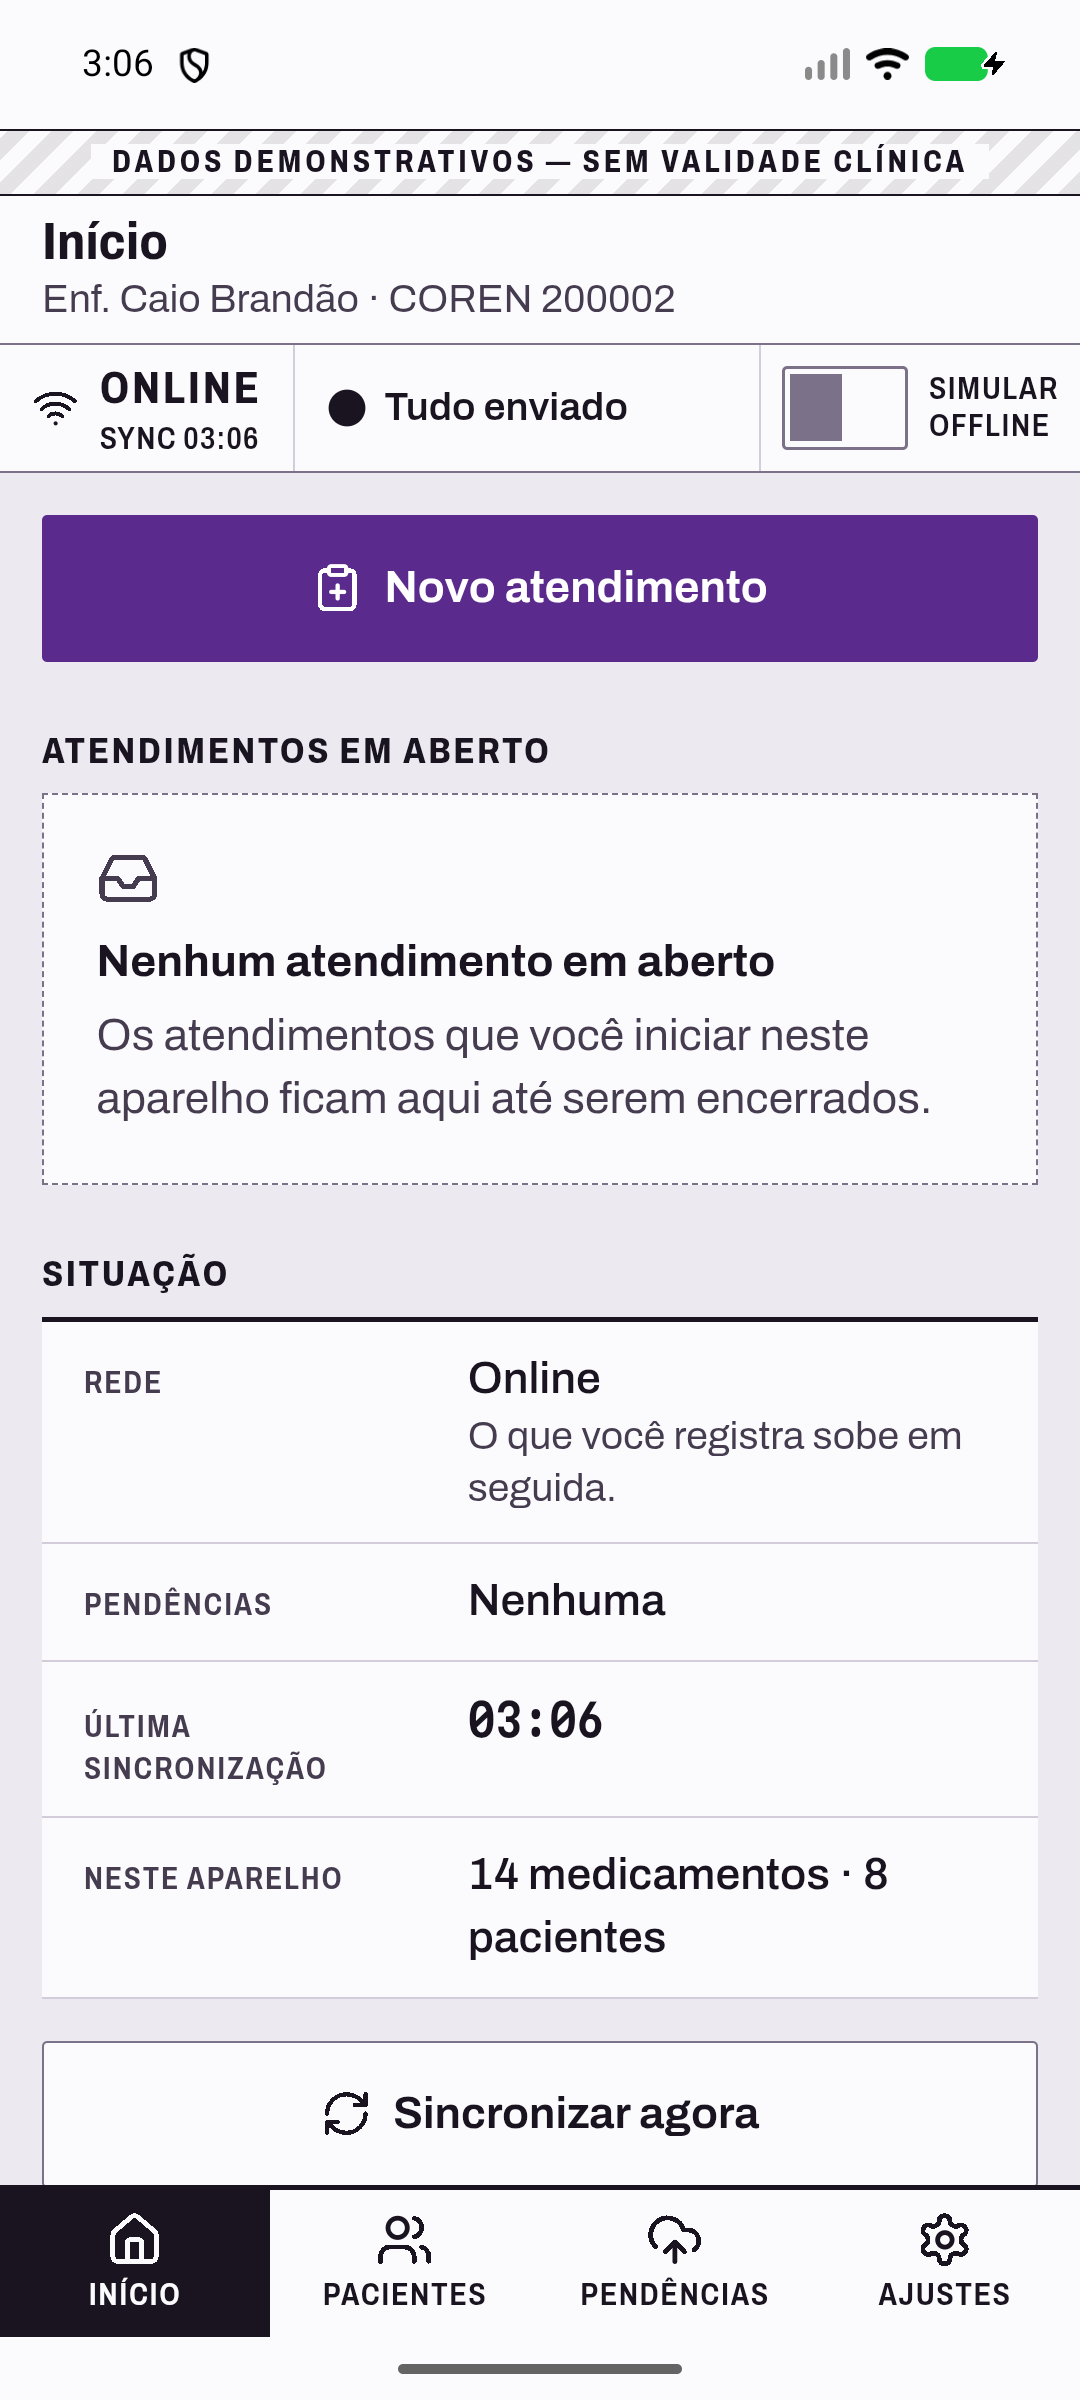 3:06
DADOS DEMONSTRATIVOS — SEM VALIDADE CLÍNICA
Início
Enf. Caio Brandão · COREN 200002
ONLINE
SYNC 03:06
Tudo enviado
SIMULAR
OFFLINE
Novo atendimento
ATENDIMENTOS EM ABERTO
Nenhum atendimento em aberto
Os atendimentos que você iniciar neste
aparelho ficam aqui até serem encerrados.
SITUAÇÃO
REDE
Online
O que você registra sobe em
seguida.
PENDÊNCIAS
Nenhuma
ÚLTIMA
SINCRONIZAÇÃO
03:06
NESTE APARELHO
14 medicamentos · 8
pacientes
Sincronizar agora
INÍCIO
PACIENTES
PENDÊNCIAS
AJUSTES